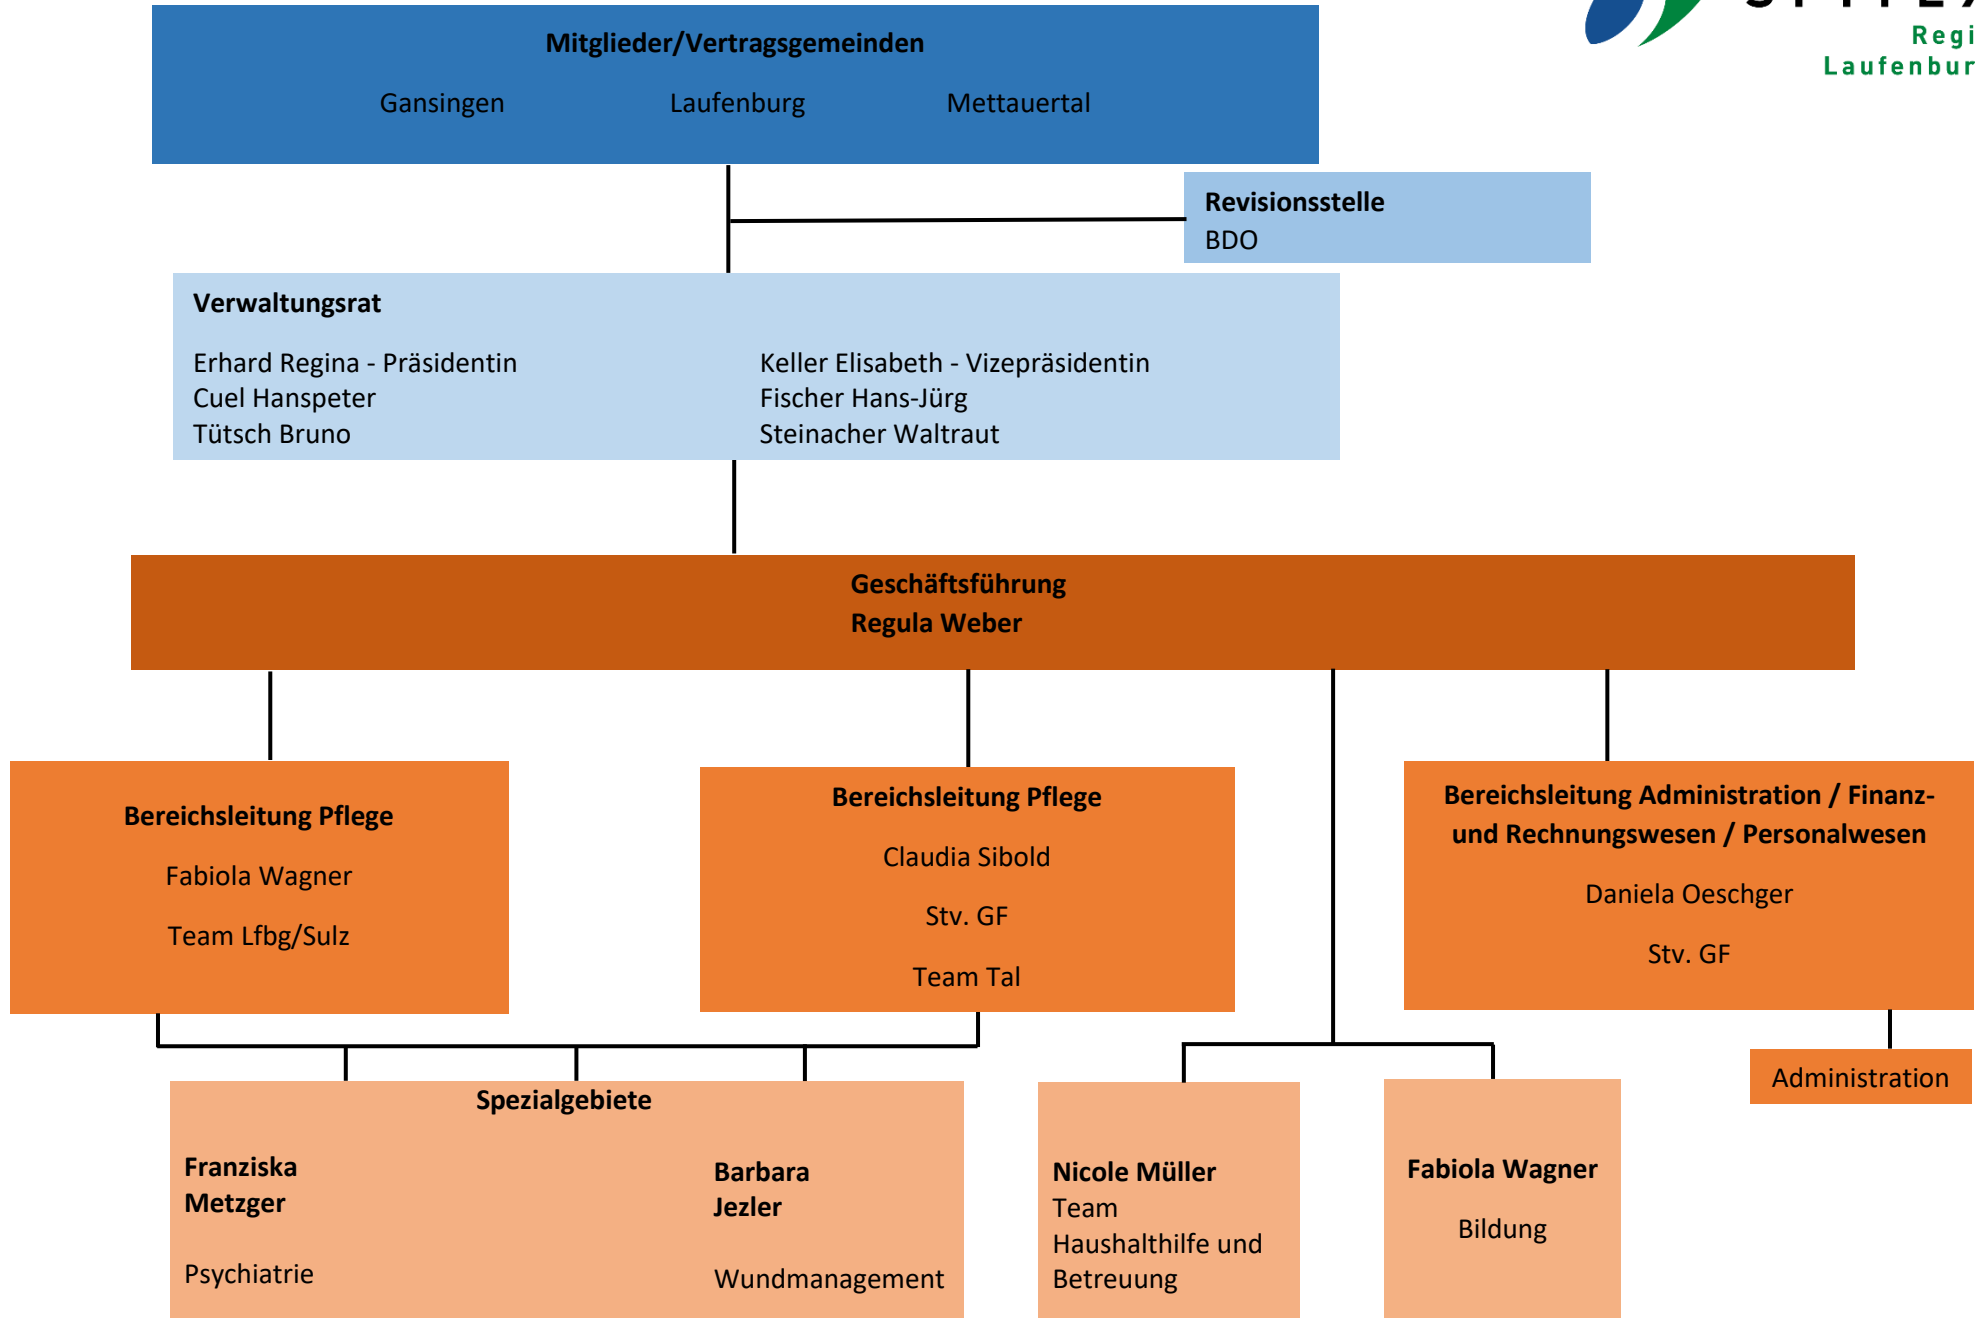 Regi
Laufenbur
Mitglieder/Vertragsgemeinden
Gansingen Laufenburg Mettauertal
Revisionsstelle
BDO
Verwaltungsrat
Erhard Regina - Präsidentin Keller Elisabeth - Vizepräsidentin
Cuel Hanspeter Fischer Hans-Jürg
Tütsch Bruno Steinacher Waltraut
Geschäftsführung
Regula Weber
Bereichsleitung Pflege
Fabiola Wagner
Team Lfbg/Sulz
Bereichsleitung Pflege
Claudia Sibold
Stv. GF
Team Tal
Bereichsleitung Administration / Finanz-
und Rechnungswesen / Personalwesen
Daniela Oeschger
Stv. GF
Administration
Spezialgebiete
Franziska
Metzger
Psychiatrie
Barbara
Jezler
Wundmanagement
Nicole Müller
Team
Haushalthilfe und
Betreuung
Fabiola Wagner
Bildung